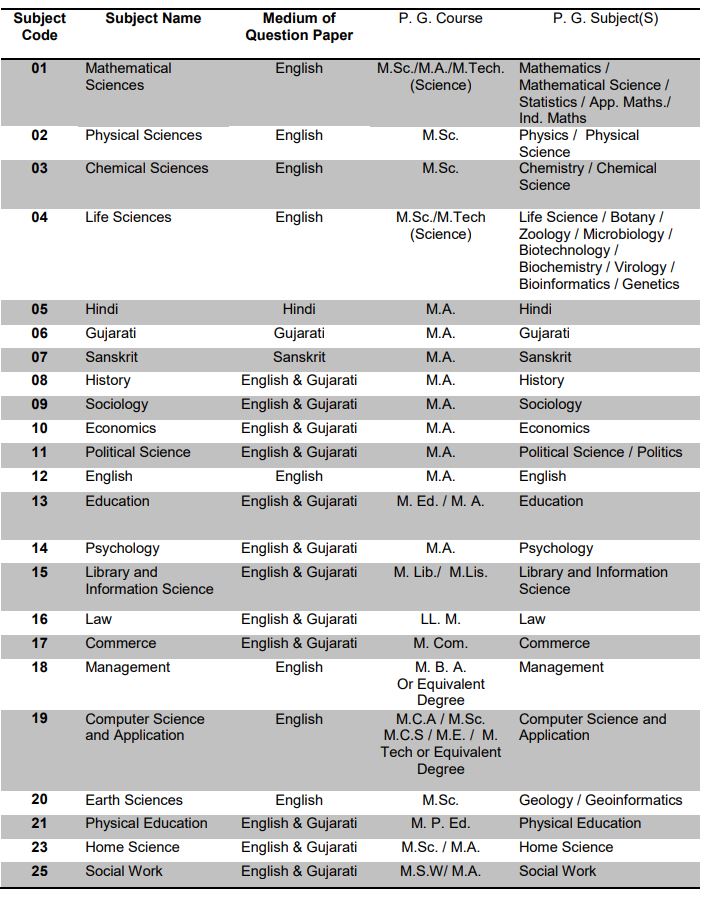 Subject Code | Subject Name | Medium of Question Paper | P. G. Course | P. G. Subject(S)
01 | Mathematical Sciences | English | M.Sc./M.A./M.Tech. (Science) | Mathematics / Mathematical Science / Statistics / App. Maths./ Ind. Maths
02 | Physical Sciences | English | M.Sc. | Physics / Physical Science
03 | Chemical Sciences | English | M.Sc. | Chemistry / Chemical Science
04 | Life Sciences | English | M.Sc./M.Tech (Science) | Life Science / Botany / Zoology / Microbiology / Biotechnology / Biochemistry / Virology / Bioinformatics / Genetics
05 | Hindi | Hindi | M.A. | Hindi
06 | Gujarati | Gujarati | M.A. | Gujarati
07 | Sanskrit | Sanskrit | M.A. | Sanskrit
08 | History | English & Gujarati | M.A. | History
09 | Sociology | English & Gujarati | M.A. | Sociology
10 | Economics | English & Gujarati | M.A. | Economics
11 | Political Science | English & Gujarati | M.A. | Political Science / Politics
12 | English | English | M.A. | English
13 | Education | English & Gujarati | M. Ed. / M. A. | Education
14 | Psychology | English & Gujarati | M.A. | Psychology
15 | Library and Information Science | English & Gujarati | M. Lib./ M.Lis. | Library and Information Science
16 | Law | English & Gujarati | LL. M. | Law
17 | Commerce | English & Gujarati | M. Com. | Commerce
18 | Management | English | M. B. A. Or Equivalent Degree | Management
19 | Computer Science and Application | English | M.C.A / M.Sc. M.C.S / M.E. / M. Tech or Equivalent Degree | Computer Science and Application
20 | Earth Sciences | English | M.Sc. | Geology / Geoinformatics
21 | Physical Education | English & Gujarati | M. P. Ed. | Physical Education
23 | Home Science | English & Gujarati | M.Sc. / M.A. | Home Science
25 | Social Work | English & Gujarati | M.S.W/ M.A. | Social Work